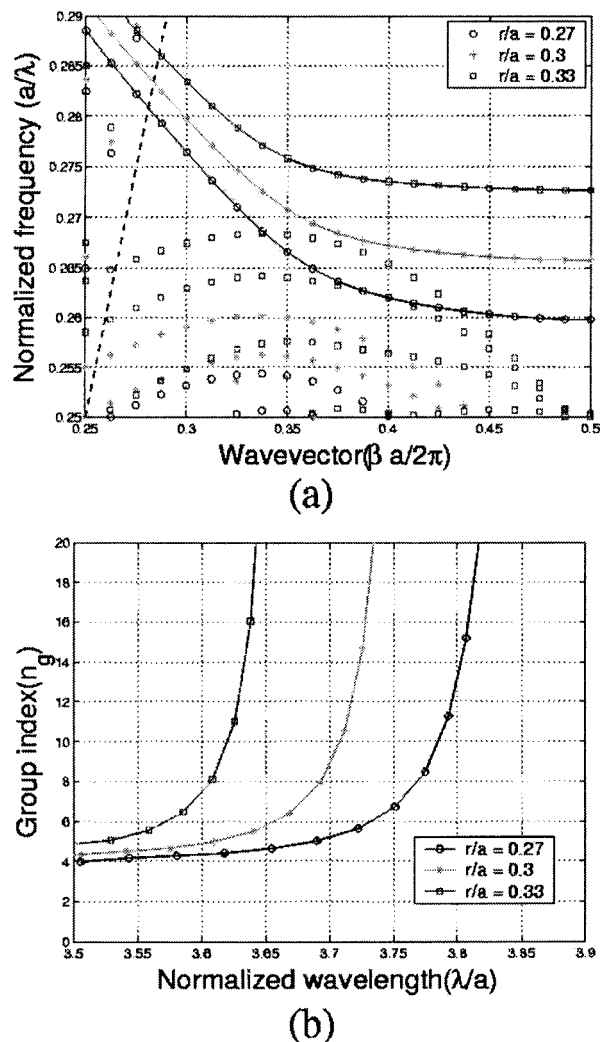 0.29
0.285
0.28
0.275
0.27
0.265
0.26
0.255
0.25
Normalized frequency (a/λ)
r/a = 0.27
r/a = 0.3
r/a = 0.33
0.25 0.3 0.35 0.4 0.45 0.5
Wavevector(β a/2π)
(a)
20
18
16
14
12
10
8
6
4
2
0
Group index(n_g)
r/a = 0.27
r/a = 0.3
r/a = 0.33
3.5 3.55 3.6 3.65 3.7 3.75 3.8 3.85 3.9
Normalized wavelength(λ/a)
(b)